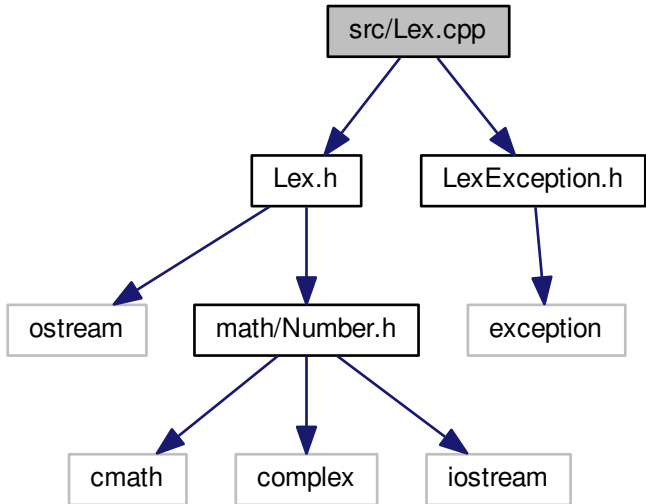 src/Lex.cpp
Lex.h
LexException.h
ostream
math/Number.h
exception
cmath
complex
iostream